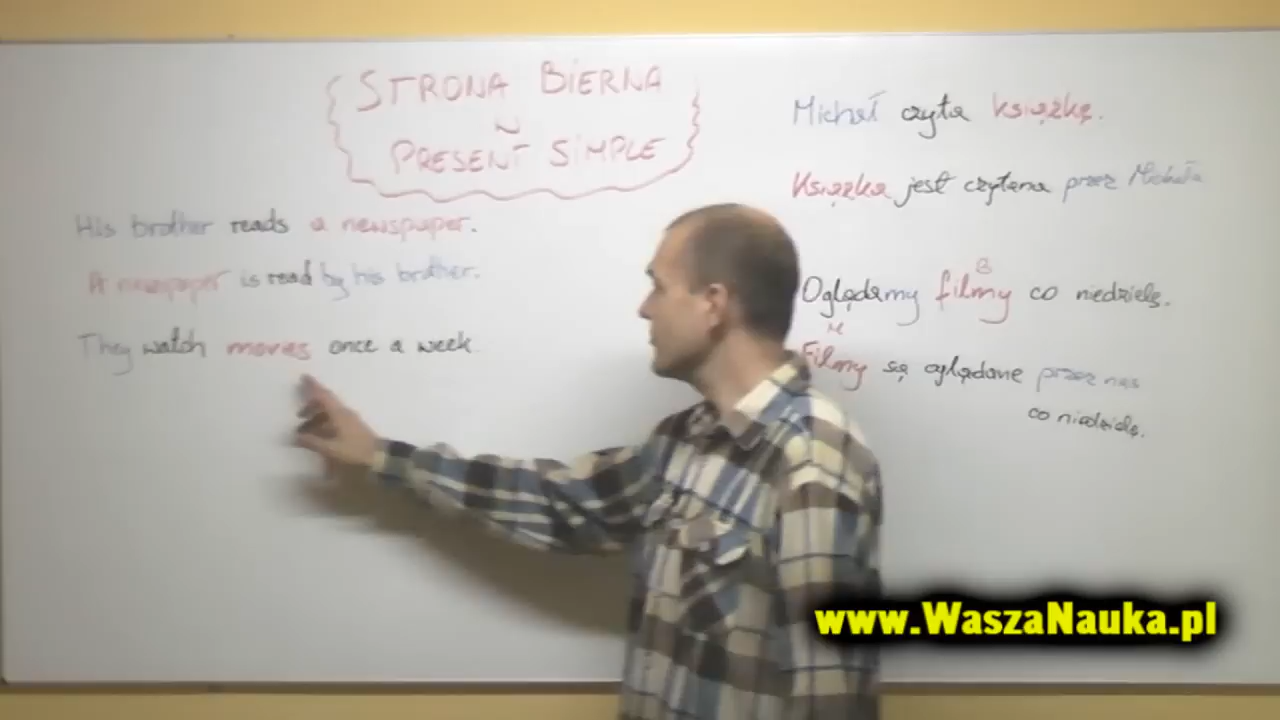 STRONA BIERNA
W
PRESENT SIMPLE
His brother reads a newspaper.
A newspaper is read by his brother.
They watch movies once a week.
Michał czyta książkę.
Książka jest czytana przez Michała
B
Oglądamy filmy co niedzielę.
M
Filmy są oglądane przez nas
co niedzielę.
www.WaszaNauka.pl